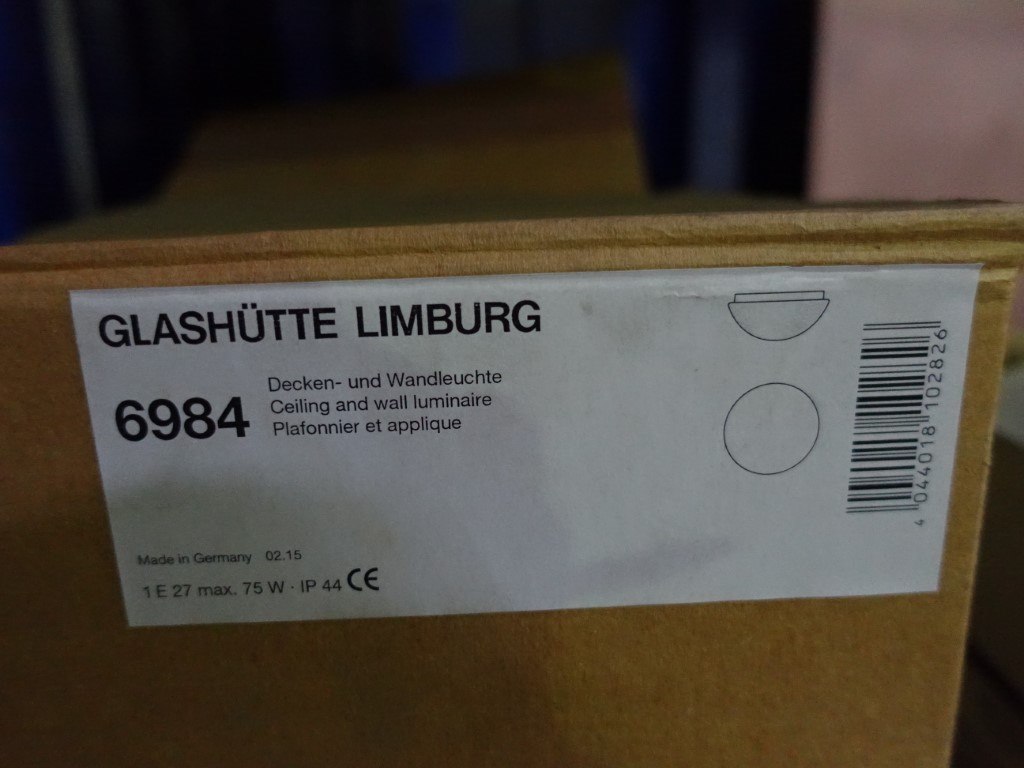 GLASHÜTTE LIMBURG
6984
Decken- und Wandleuchte
Ceiling and wall luminaire
Plafonnier et applique
Made in Germany 02.15
1 E 27 max. 75 W · IP 44 CE
4 044018 102826